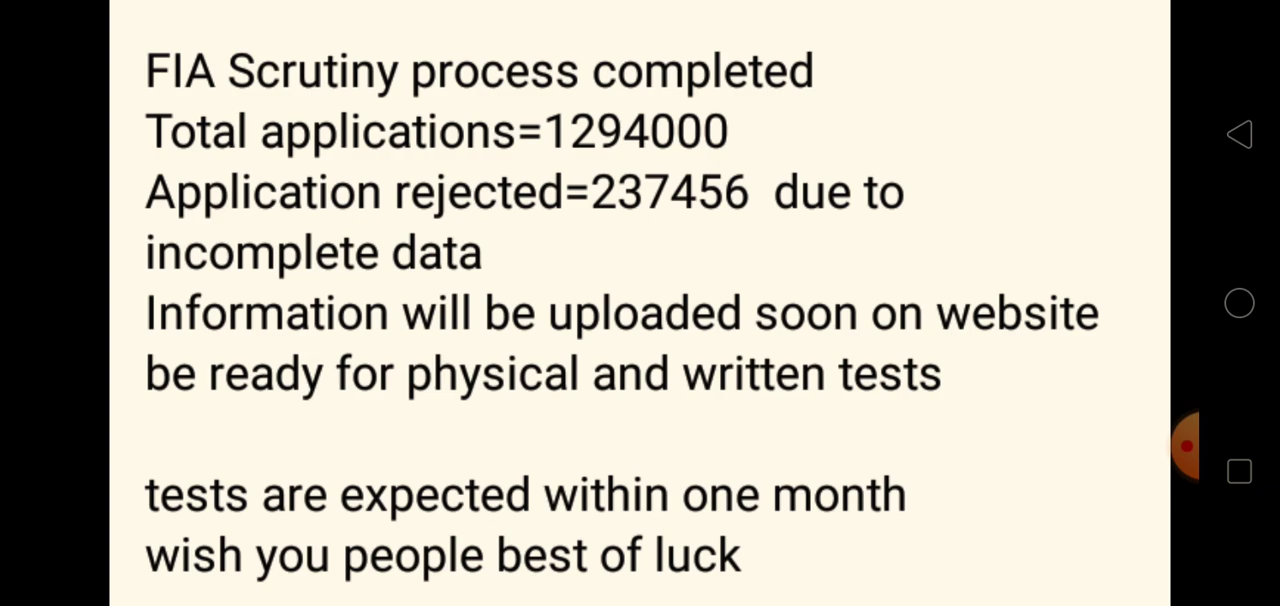 FIA Scrutiny process completed
Total applications=1294000
Application rejected=237456  due to
incomplete data
Information will be uploaded soon on website
be ready for physical and written tests
tests are expected within one month
wish you people best of luck